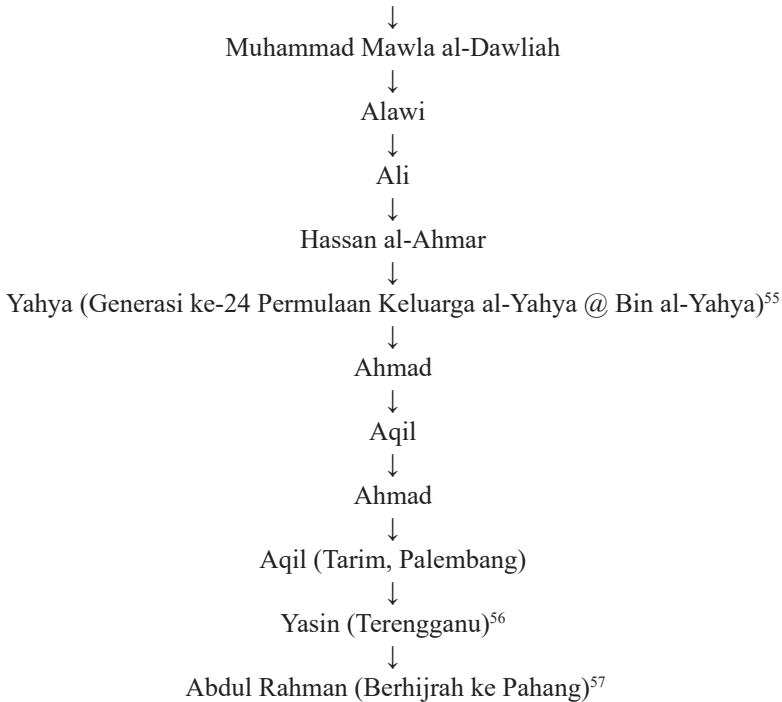 ↓
Muhammad Mawla al-Dawliah
↓
Alawi
↓
Ali
↓
Hassan al-Ahmar
↓
Yahya (Generasi ke-24 Permulaan Keluarga al-Yahya @ Bin al-Yahya)⁵⁵
↓
Ahmad
↓
Aqil
↓
Ahmad
↓
Aqil (Tarim, Palembang)
↓
Yasin (Terengganu)⁵⁶
↓
Abdul Rahman (Berhijrah ke Pahang)⁵⁷